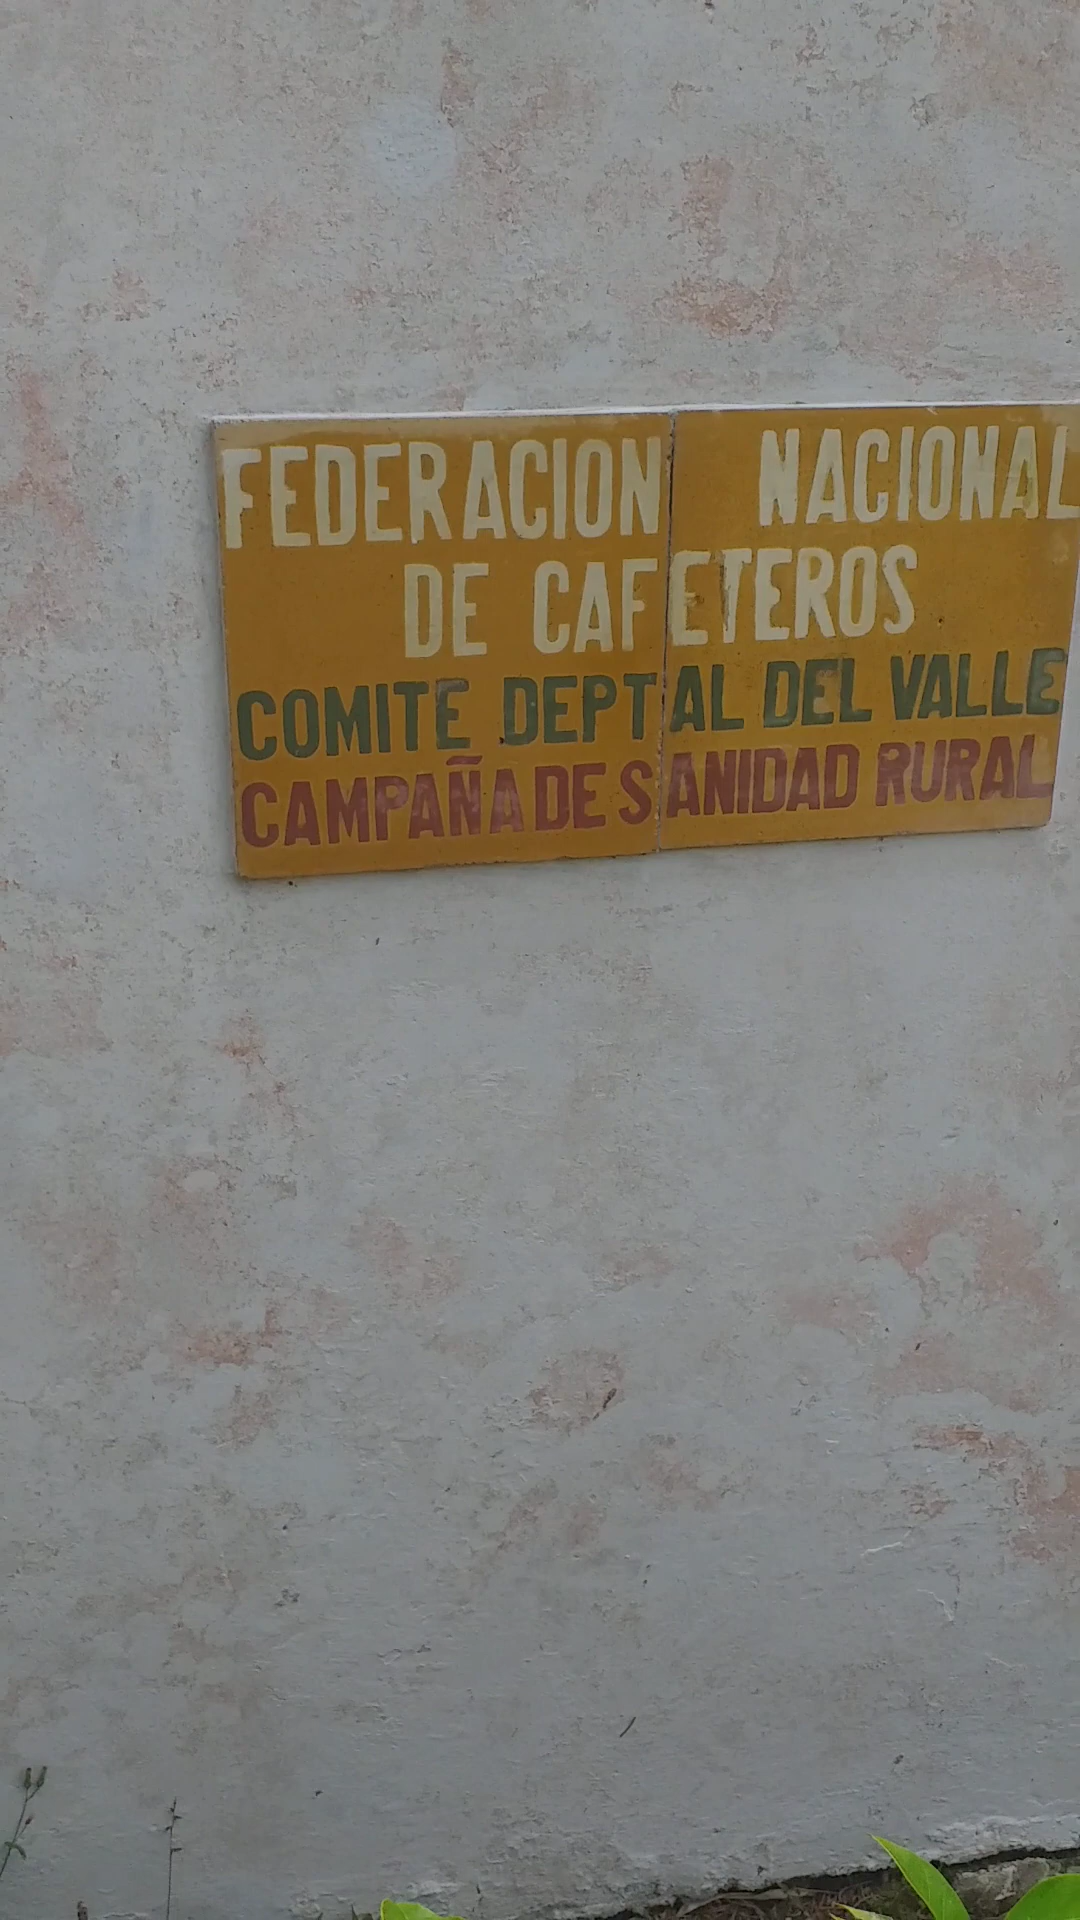 FEDERACION NACIONAL
DE CAFETEROS
COMITE DEPTAL DEL VALLE
CAMPAÑA DE SANIDAD RURAL